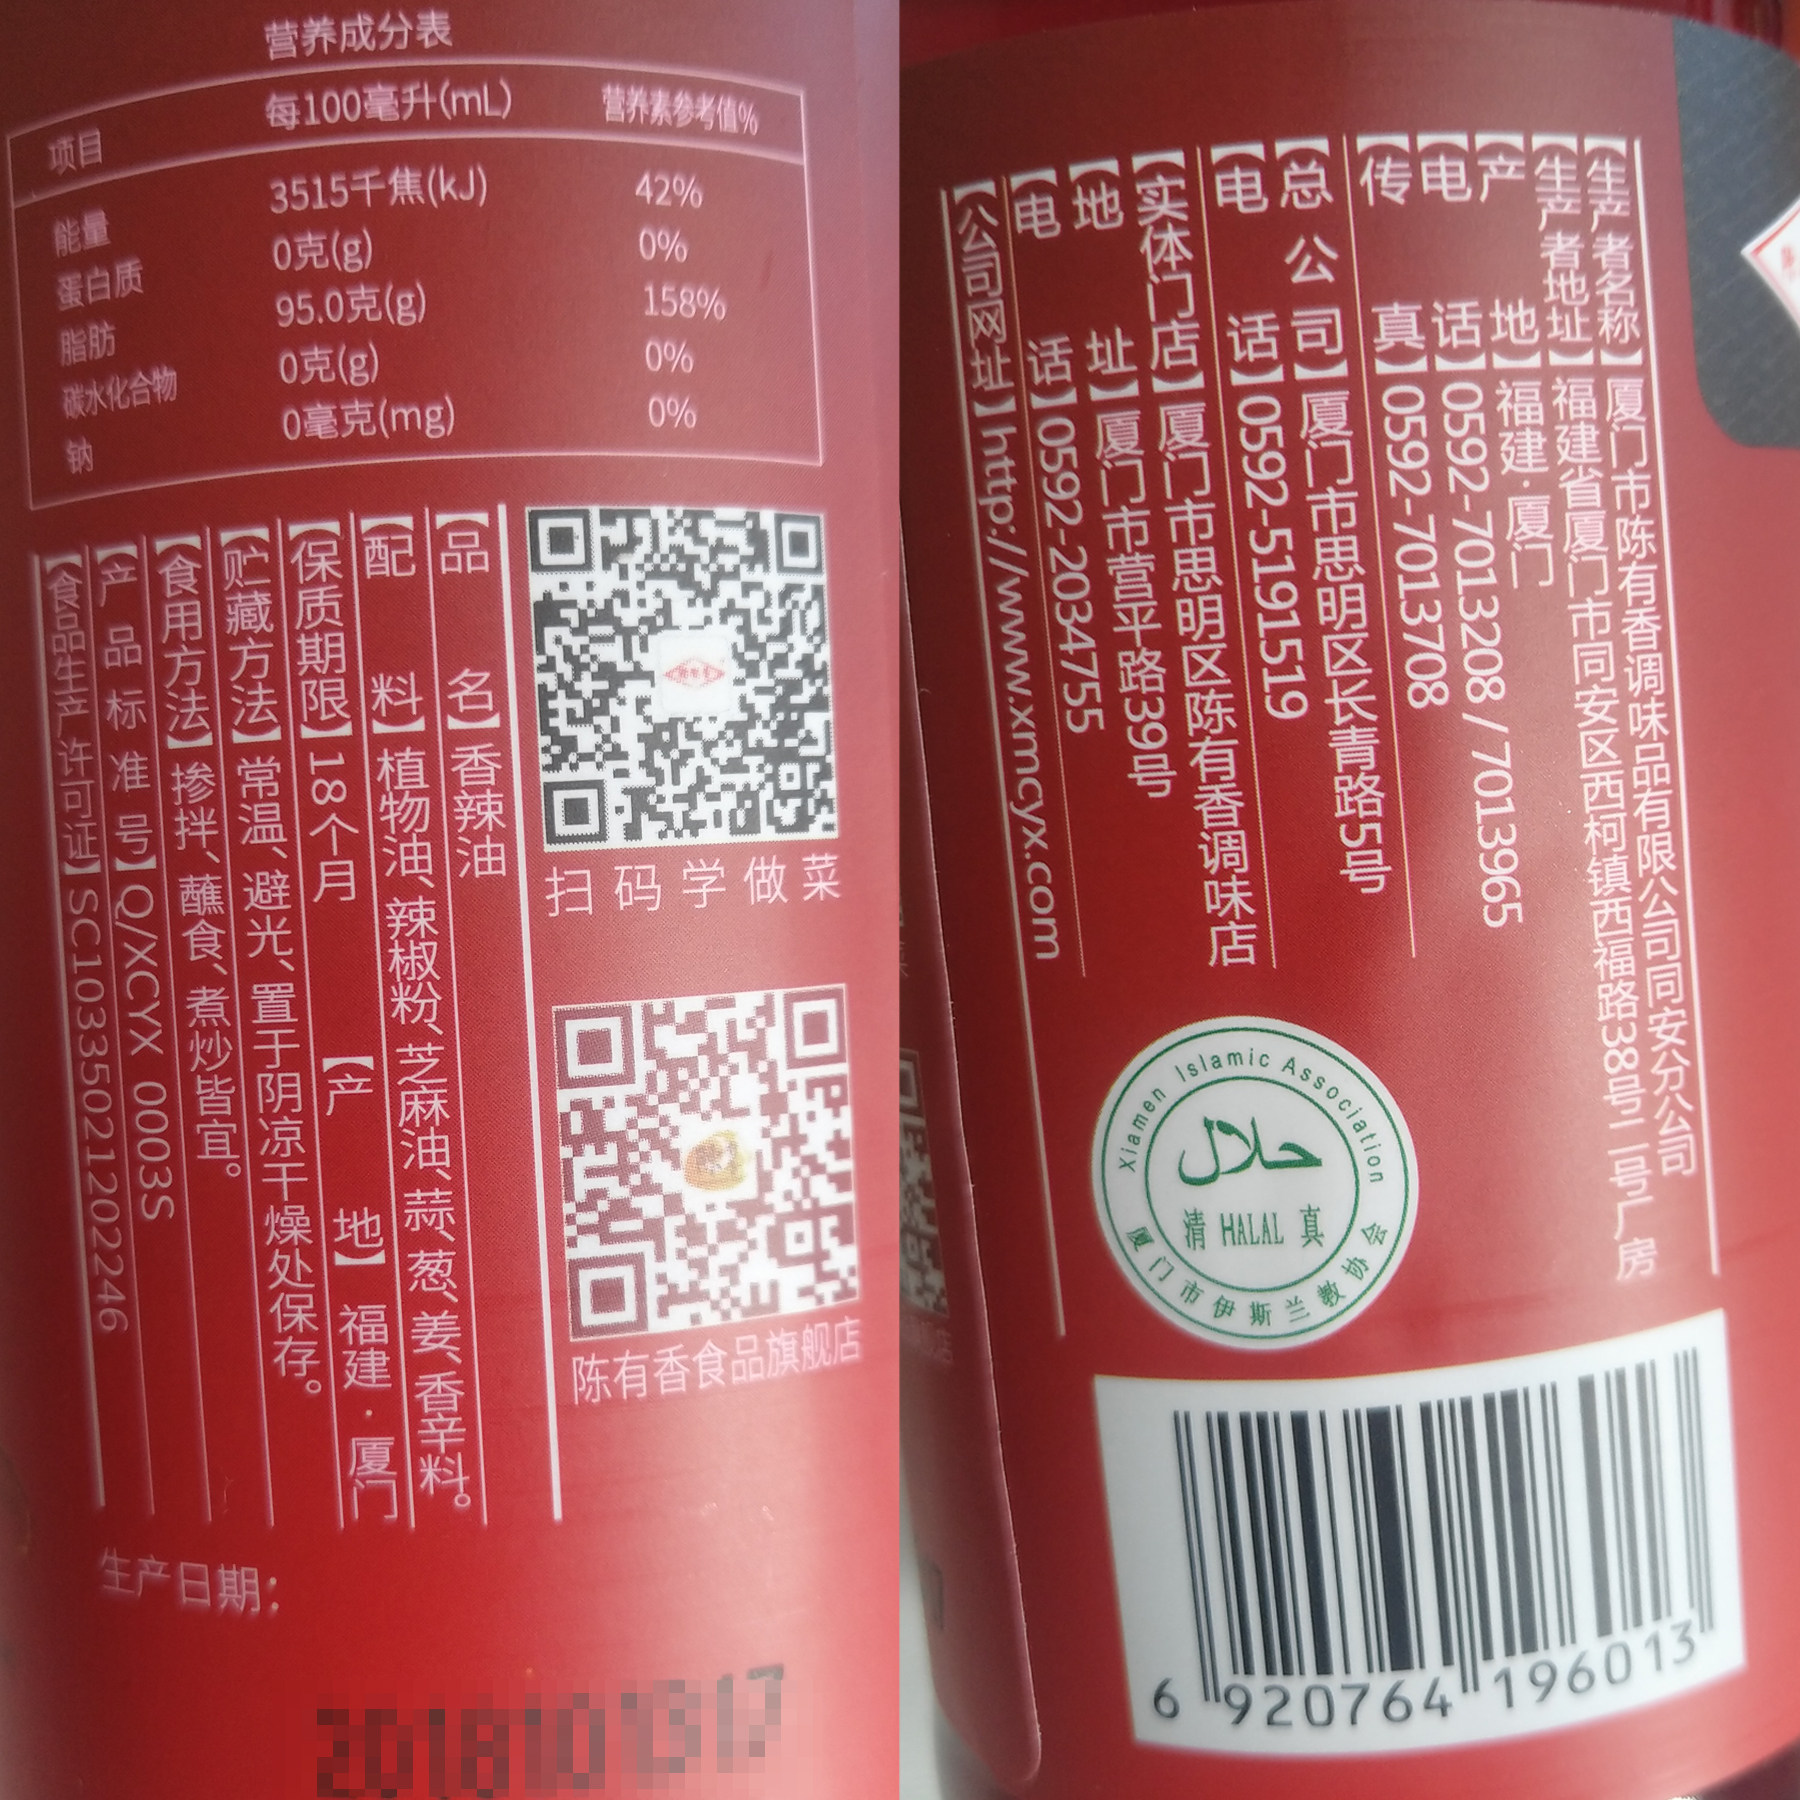 营养成分表
项目 每100毫升(mL) 营养素参考值%
能量 3515千焦(kJ) 42%
蛋白质 0克(g) 0%
脂肪 95.0克(g) 158%
碳水化合物 0克(g) 0%
钠 0毫克(mg) 0%
【品名】香辣油
【配料】植物油、辣椒粉、芝麻油、蒜、葱、姜、香辛料。
【保质期限】18个月 【产地】福建·厦门
【贮藏方法】常温、避光、置于阴凉干燥处保存。
【食用方法】掺拌、蘸食、煮炒皆宜。
【产品标准号】Q/XCYX 0003S
【食品生产许可证】SC10335021202246
扫码学做菜
陈有香食品旗舰店
生产日期：
【生产者名称】厦门市陈有香调味品有限公司同安分公司
【生产者地址】福建省厦门市同安区西柯镇西福路38号二号厂房
【产地】福建·厦门
【电话】0592-7013208 / 7013965
【传真】0592-7013708
【总公司】厦门市思明区长青路5号
【电话】0592-5191519
【实体门店】厦门市思明区陈有香调味店
【地址】厦门市营平路39号
【电话】0592-2034755
【公司网址】http://www.xmcyx.com
Xiamen Islamic Association
حلال
清 HALAL 真
厦门市伊斯兰教协会
6 920764 196013